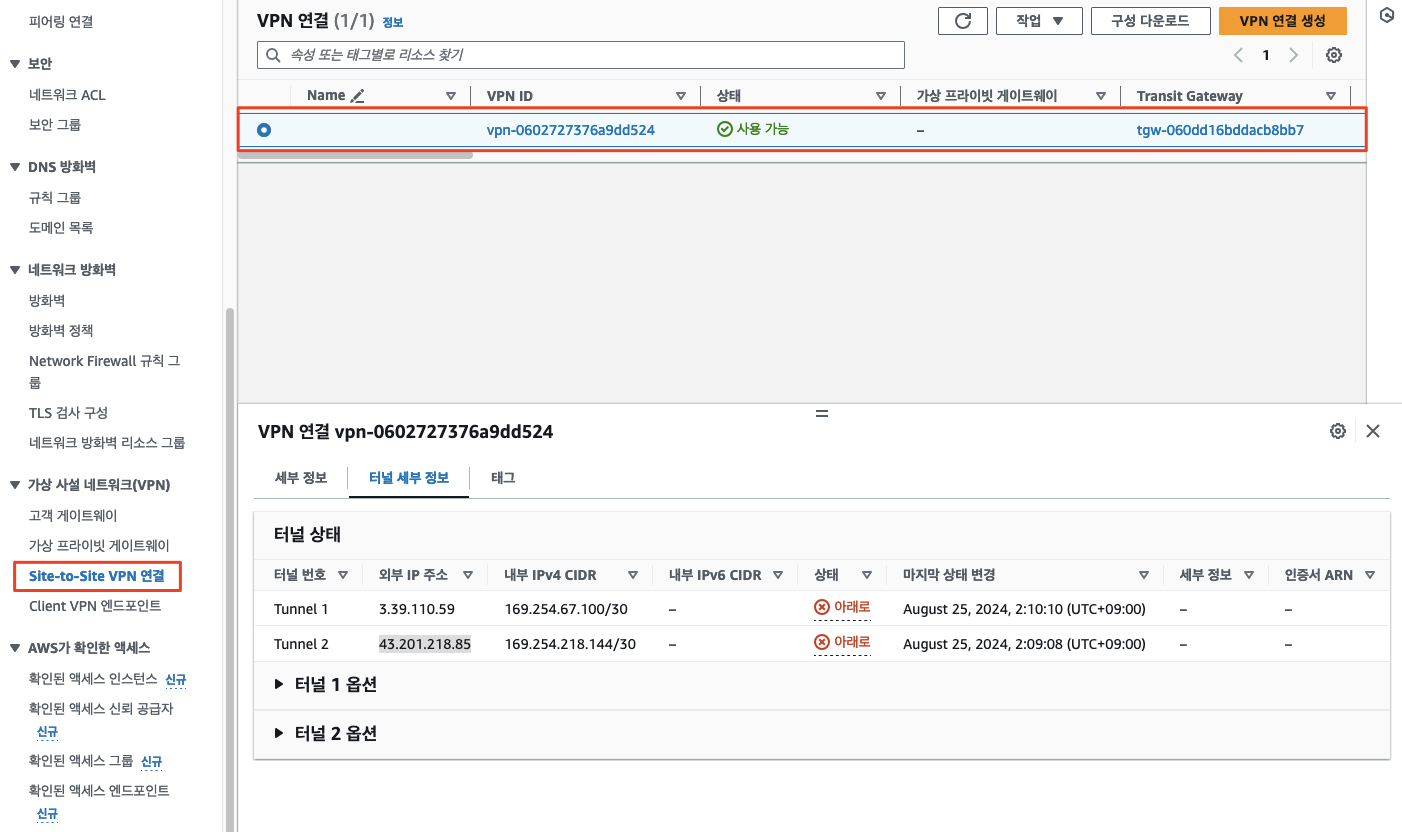 피어링 연결
보안
네트워크 ACL
보안 그룹
DNS 방화벽
규칙 그룹
도메인 목록
네트워크 방화벽
방화벽
방화벽 정책
Network Firewall 규칙 그
룹
TLS 검사 구성
네트워크 방화벽 리소스 그룹
가상 사설 네트워크(VPN)
고객 게이트웨이
가상 프라이빗 게이트웨이
Site-to-Site VPN 연결
Client VPN 엔드포인트
AWS가 확인한 액세스
확인된 액세스 인스턴스 신규
확인된 액세스 신뢰 공급자
신규
확인된 액세스 그룹 신규
확인된 액세스 엔드포인트
신규
VPN 연결 (1/1) 정보
작업 구성 다운로드 VPN 연결 생성
속성 또는 태그별로 리소스 찾기
1
Name VPN ID 상태 가상 프라이빗 게이트웨이 Transit Gateway
vpn-0602727376a9dd524 사용 가능 – tgw-060dd16bddacb8bb7
VPN 연결 vpn-0602727376a9dd524
세부 정보 터널 세부 정보 태그
터널 상태
터널 번호 외부 IP 주소 내부 IPv4 CIDR 내부 IPv6 CIDR 상태 마지막 상태 변경 세부 정보 인증서 ARN
Tunnel 1 3.39.110.59 169.254.67.100/30 – 아래로 August 25, 2024, 2:10:10 (UTC+09:00) – –
Tunnel 2 43.201.218.85 169.254.218.144/30 – 아래로 August 25, 2024, 2:09:08 (UTC+09:00) – –
터널 1 옵션
터널 2 옵션